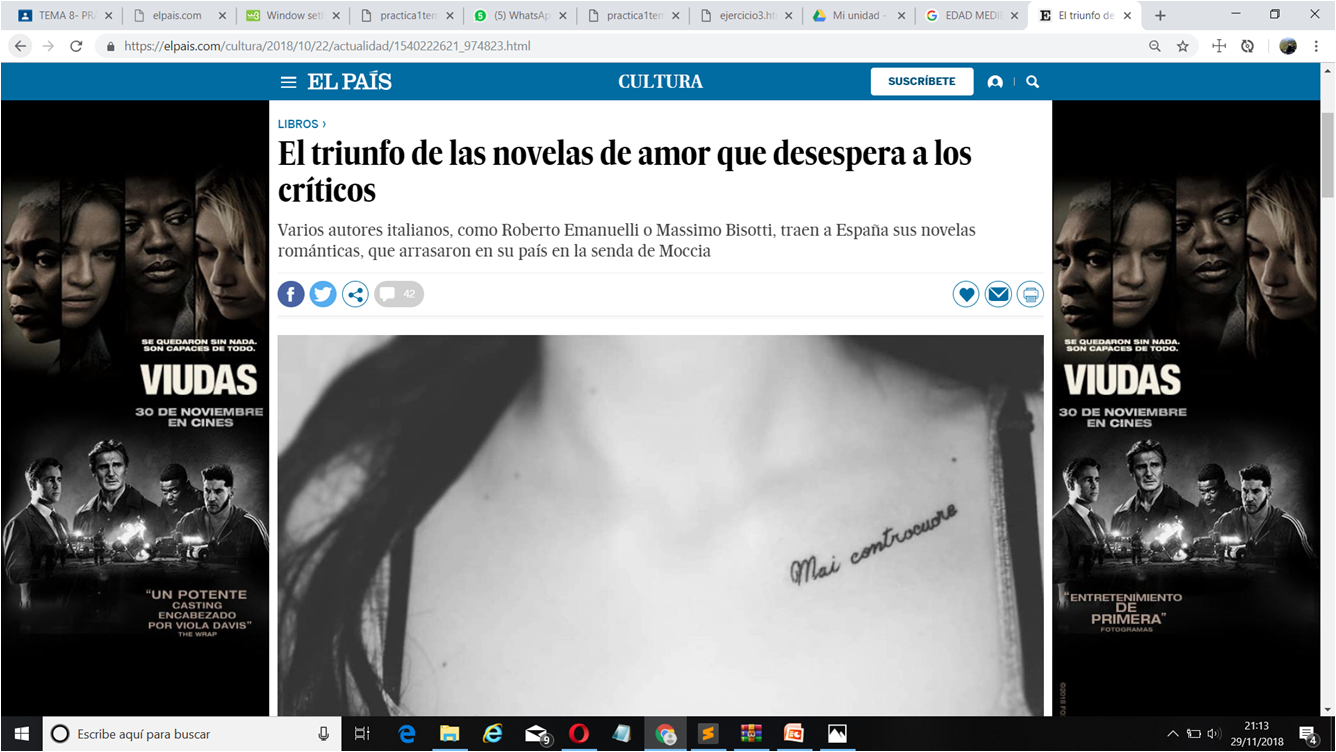 TEMA 8- PR
elpais.com
Window set
practica1ten
(5) WhatsAp
practica1ten
ejercicio3.h
Mi unidad -
EDAD MEDI
El triunfo de
https://elpais.com/cultura/2018/10/22/actualidad/1540222621_974823.html
EL PAÍS
CULTURA
SUSCRÍBETE
LIBROS ›
El triunfo de las novelas de amor que desespera a los
críticos
Varios autores italianos, como Roberto Emanuelli o Massimo Bisotti, traen a España sus novelas
románticas, que arrasaron en su país en la senda de Moccia
42
SE QUEDARON SIN NADA.
SON CAPACES DE TODO.
VIUDAS
30 DE NOVIEMBRE
EN CINES
"UN POTENTE
CASTING
ENCABEZADO
POR VIOLA DAVIS"
THE WRAP
Mai controcuore
SE QUEDARON SIN NADA.
SON CAPACES DE TODO.
VIUDAS
30 DE NOVIEMBRE
EN CINES
"ENTRETENIMIENTO
DE
PRIMERA"
FOTOGRAMAS
Escribe aquí para buscar
9
21:13
29/11/2018
4